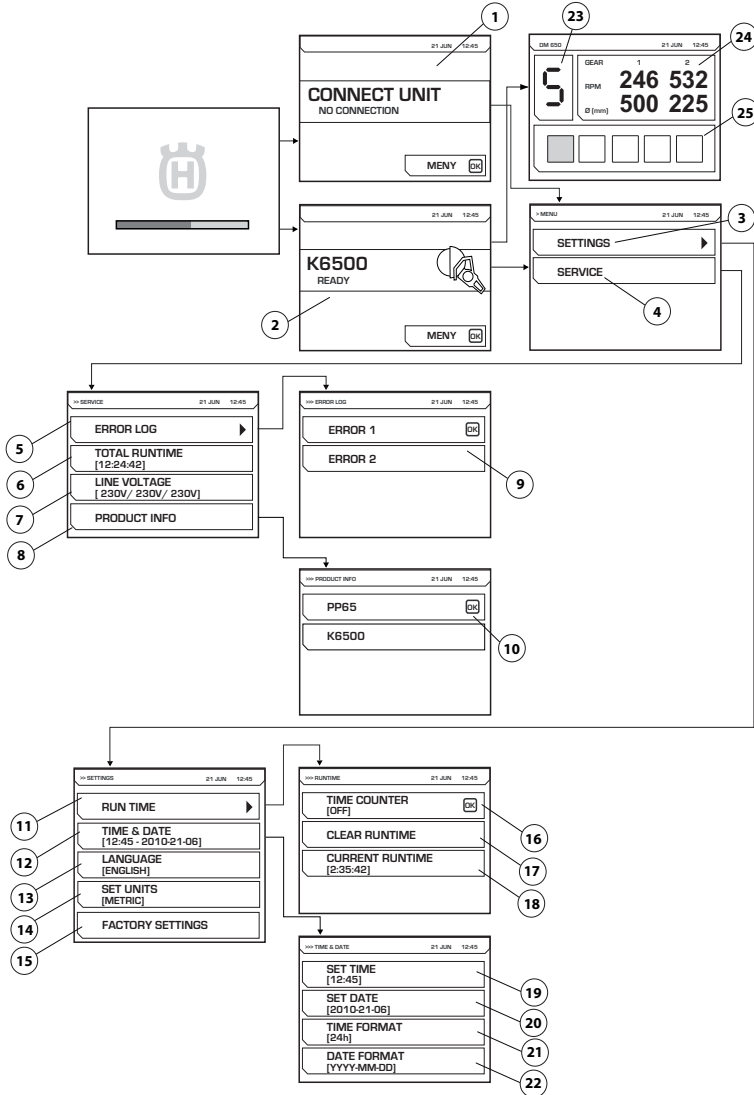 1
21 JUN 12:45
CONNECT UNIT
NO CONNECTION
MENY OK
H
21 JUN 12:45
K6500
READY
MENY OK
2
23
24
25
DM 650 21 JUN 12:45
S
GEAR 1 2
RPM 246 532
Ø [mm] 500 225
> MENU 21 JUN 12:45
SETTINGS
SERVICE
3
4
>> SERVICE 21 JUN 12:45
ERROR LOG
TOTAL RUNTIME
[12:24:42]
LINE VOLTAGE
[ 230V/ 230V/ 230V]
PRODUCT INFO
5
6
7
8
>>> ERROR LOG 21 JUN 12:45
ERROR 1 OK
ERROR 2
9
>>> PRODUCT INFO 21 JUN 12:45
PP65 OK
K6500
10
>> SETTINGS 21 JUN 12:45
RUN TIME
TIME & DATE
[12:45 - 2010-21-06]
LANGUAGE
[ENGLISH]
SET UNITS
[METRIC]
FACTORY SETTINGS
11
12
13
14
15
>>> RUNTIME 21 JUN 12:45
TIME COUNTER
[OFF] OK
CLEAR RUNTIME
CURRENT RUNTIME
[2:35:42]
16
17
18
>>> TIME & DATE 21 JUN 12:45
SET TIME
[12:45]
SET DATE
[2010-21-06]
TIME FORMAT
[24h]
DATE FORMAT
[YYYY-MM-DD]
19
20
21
22